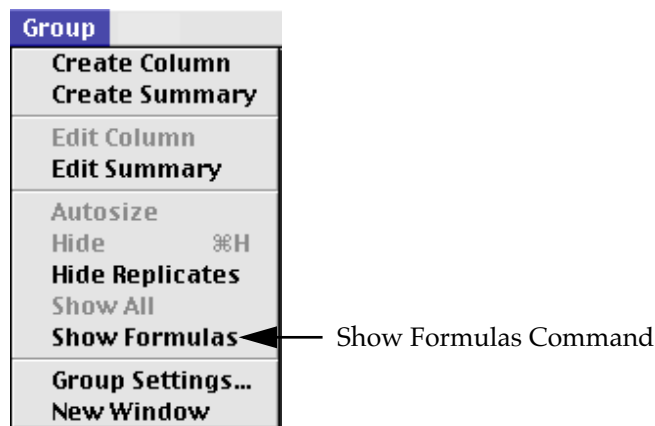 Group
Create Column
Create Summary
Edit Column
Edit Summary
Autosize
Hide ⌘H
Hide Replicates
Show All
Show Formulas Show Formulas Command
Group Settings...
New Window